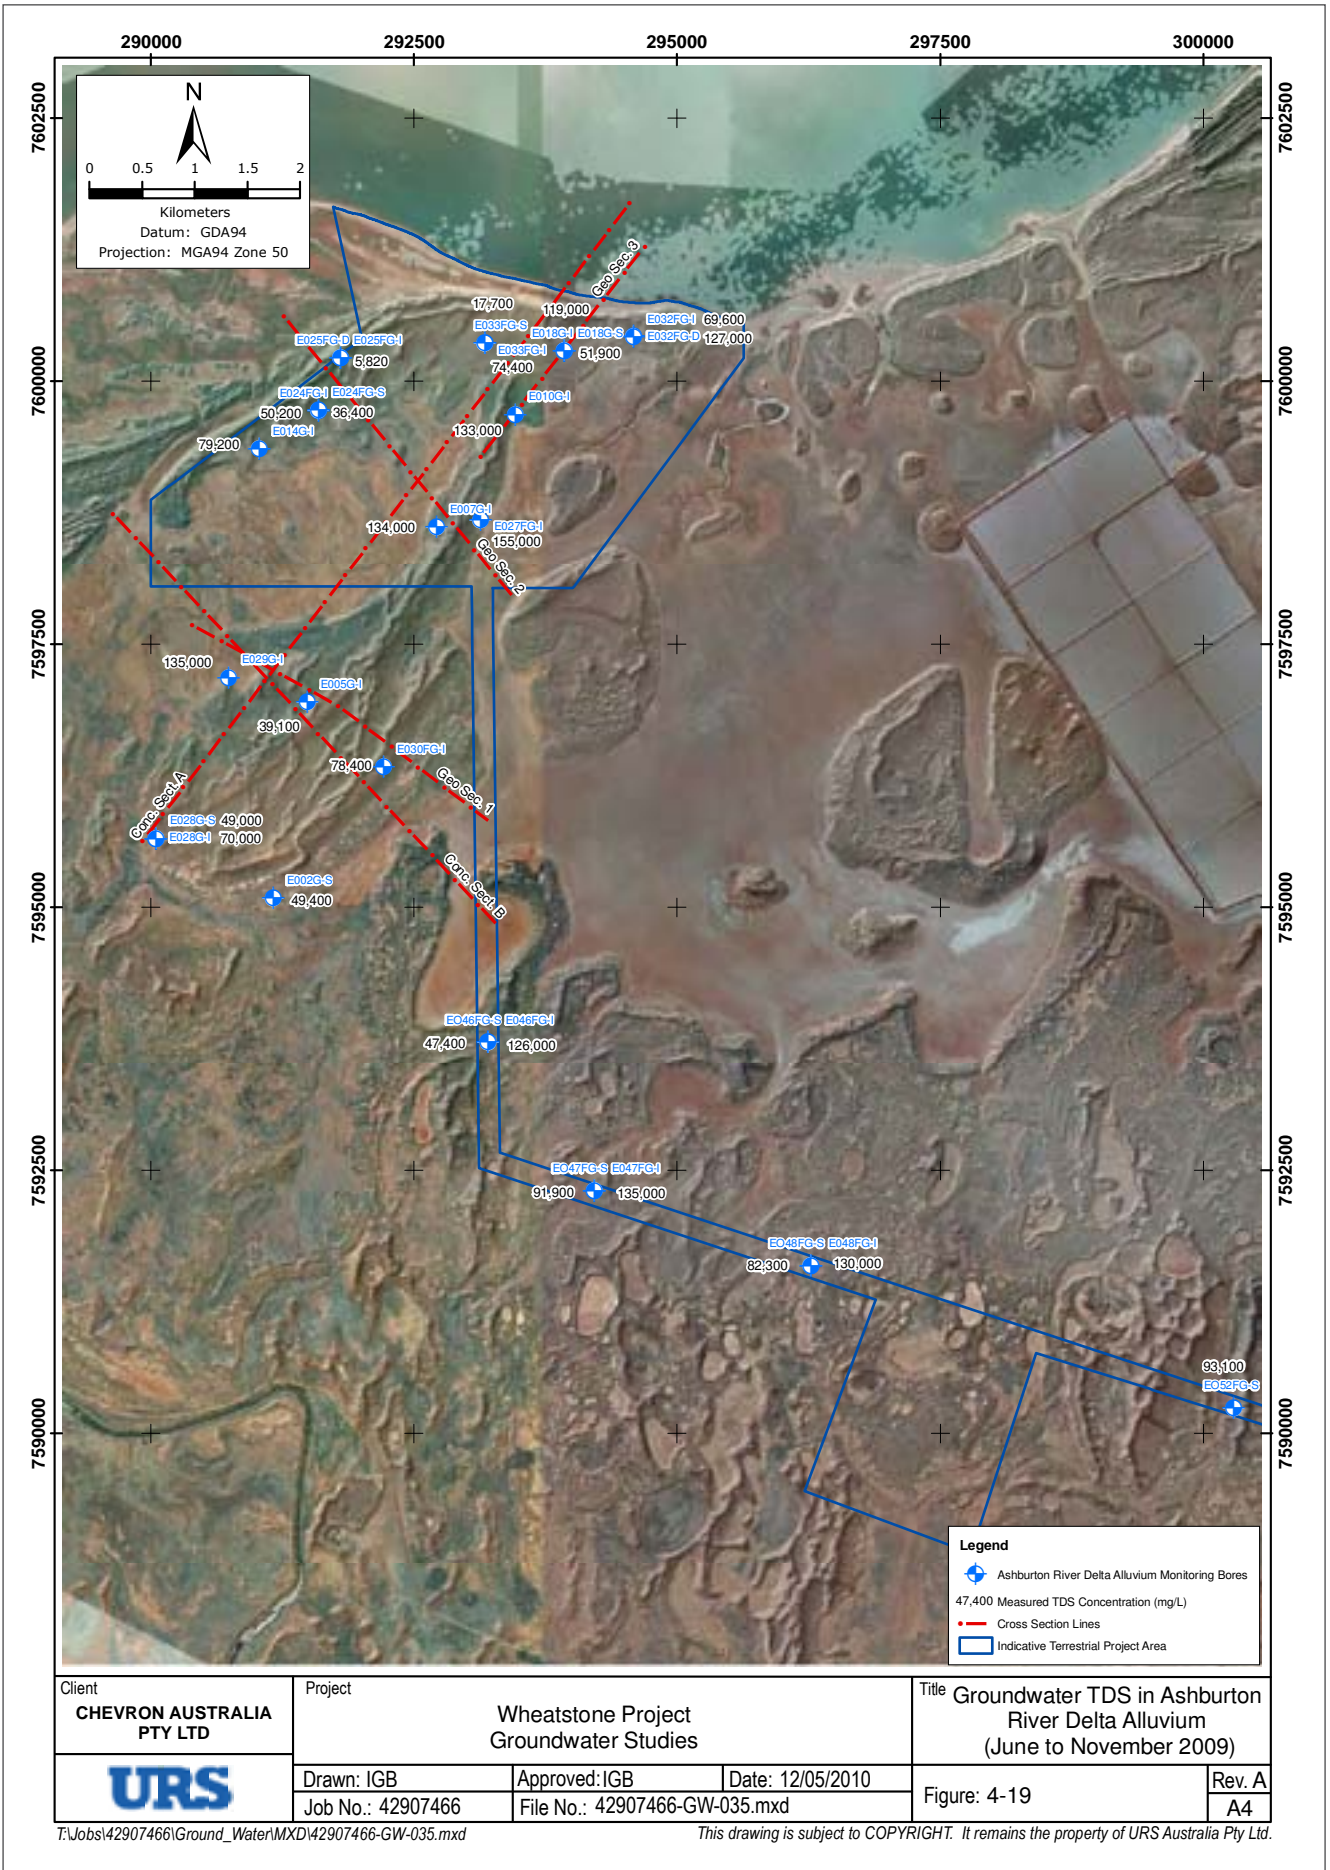 290000 292500 295000 297500 300000
7602500
7602500
N
0 0.5 1 1.5 2
Kilometers
Datum: GDA94
Projection: MGA94 Zone 50
Geo Sec. 3
17,700
119,000
E033FG-S
E018G-I E018G-S
E032FG-I 69,600
E025FG-D E025FG-I
5,820
E033FG-I
74,400
51,900
E032FG-D 127,000
7600000
7600000
E024FG-I E024FG-S
50,200 36,400
E010G-I
133,000
E014G-I
79,200
E007G-I
134,000
E027FG-I
155,000
Geo Sec. 2
7597500
7597500
E029G-I
135,000
E005G-I
39,100
E030FG-I
78,400
Geo Sec. 1
Conc. Sect. A
E028G-S 49,000
E028G-I 70,000
Conc. Sect. B
E002G-S
49,400
7595000
7595000
EO46FG-S E046FG-I
47,400 126,000
7592500
7592500
EO47FG-S E047FG-I
91,900 135,000
EO48FG-S E048FG-I
82,300 130,000
93,100
EO52FG-S
7590000
7590000
Legend
Ashburton River Delta Alluvium Monitoring Bores
47,400 Measured TDS Concentration (mg/L)
Cross Section Lines
Indicative Terrestrial Project Area
Client
CHEVRON AUSTRALIA
PTY LTD
URS
Project
Wheatstone Project
Groundwater Studies
Title Groundwater TDS in Ashburton
River Delta Alluvium
(June to November 2009)
Drawn: IGB
Approved: IGB
Date: 12/05/2010
Job No.: 42907466
File No.: 42907466-GW-035.mxd
Figure: 4-19
Rev. A
A4
T:\Jobs\42907466\Ground_Water\MXD\42907466-GW-035.mxd
This drawing is subject to COPYRIGHT. It remains the property of URS Australia Pty Ltd.